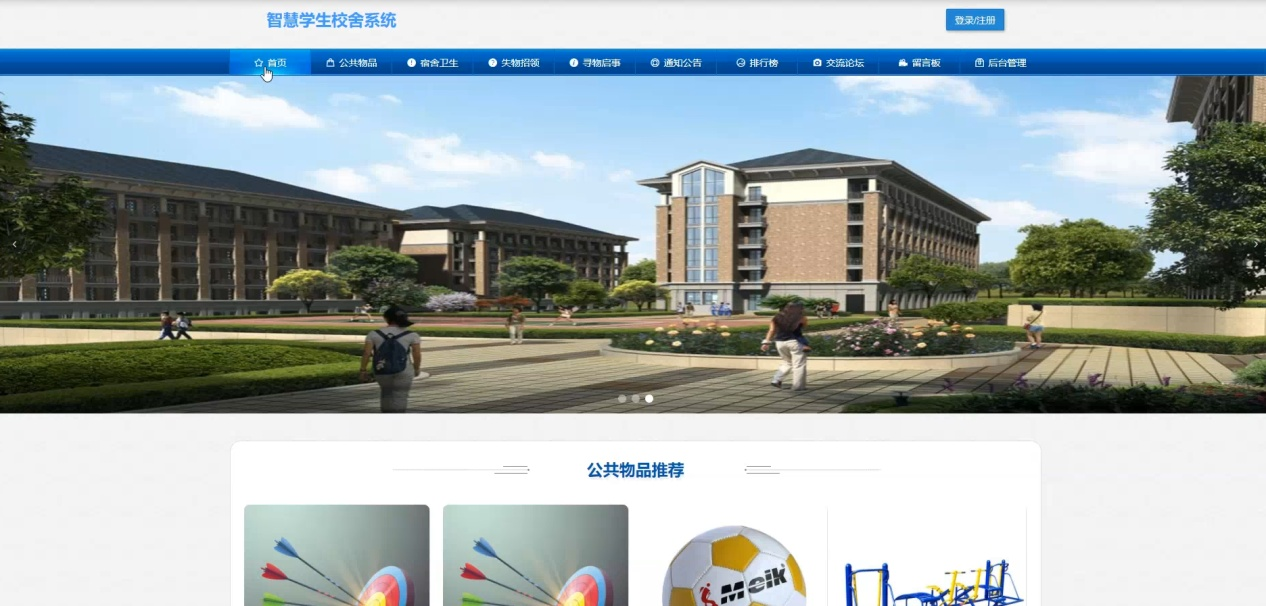 智慧学生校舍系统
登录/注册
首页 公共物品 宿舍卫生 失物招领 寻物启事 通知公告 排行榜 交流论坛 留言板 后台管理
公共物品推荐
Meik